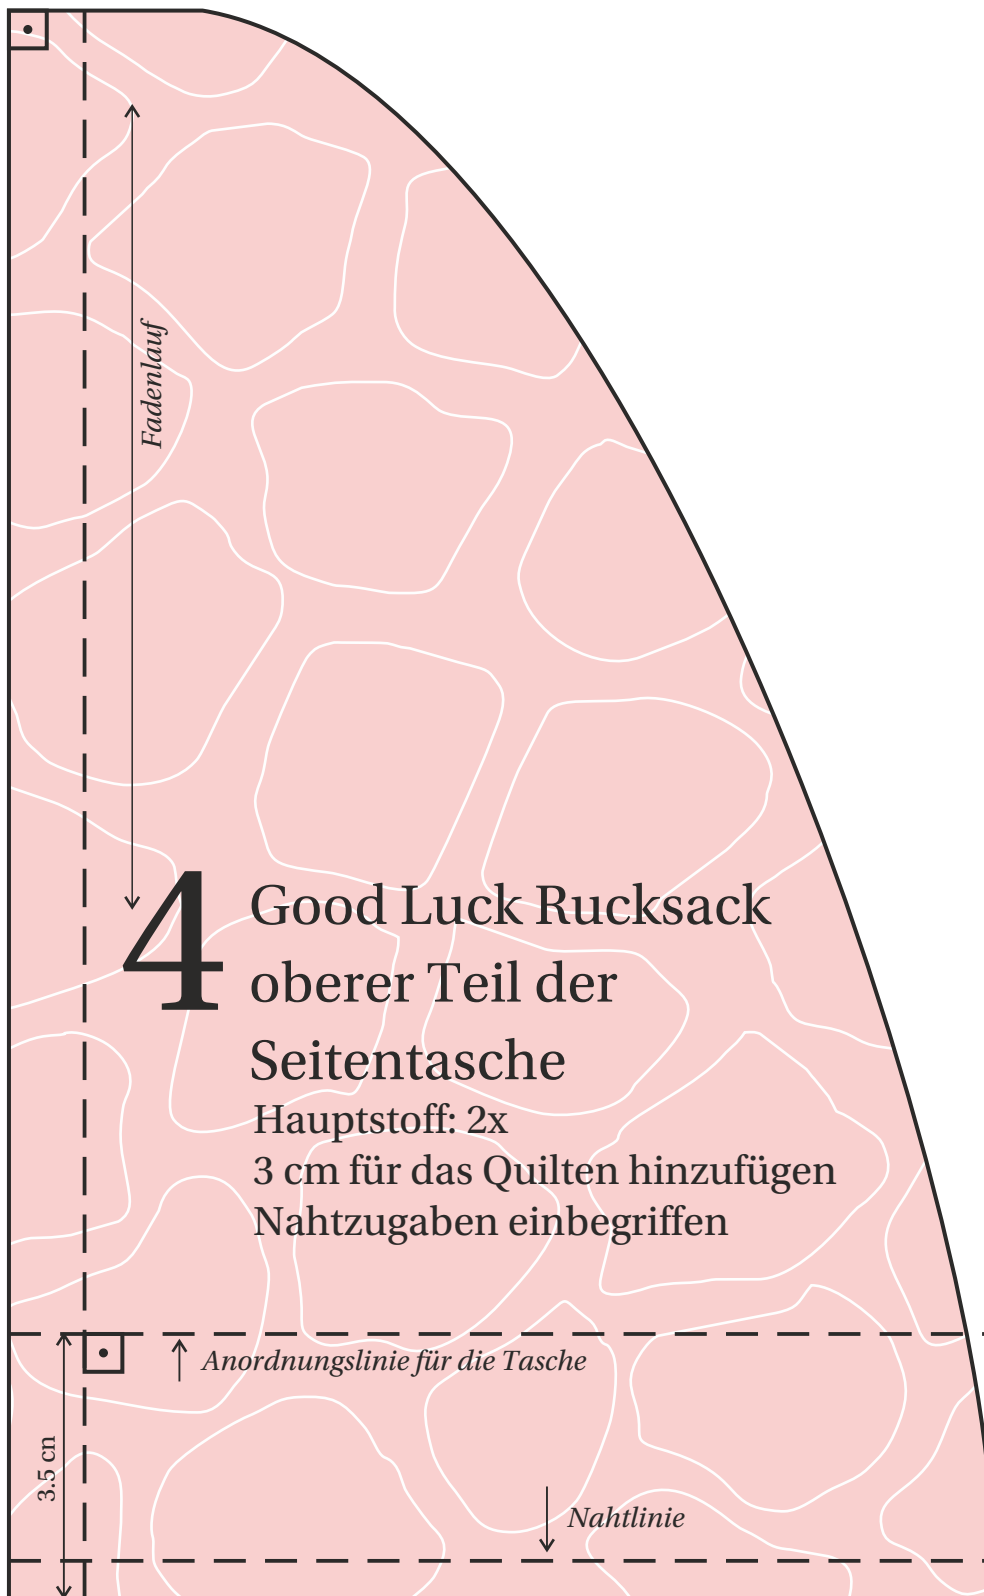 Fadenlauf
4
Good Luck Rucksack
oberer Teil der
Seitentasche
Hauptstoff: 2x
3 cm für das Quilten hinzufügen
Nahtzugaben einbegriffen
Anordnungslinie für die Tasche
3.5 cn
Nahtlinie